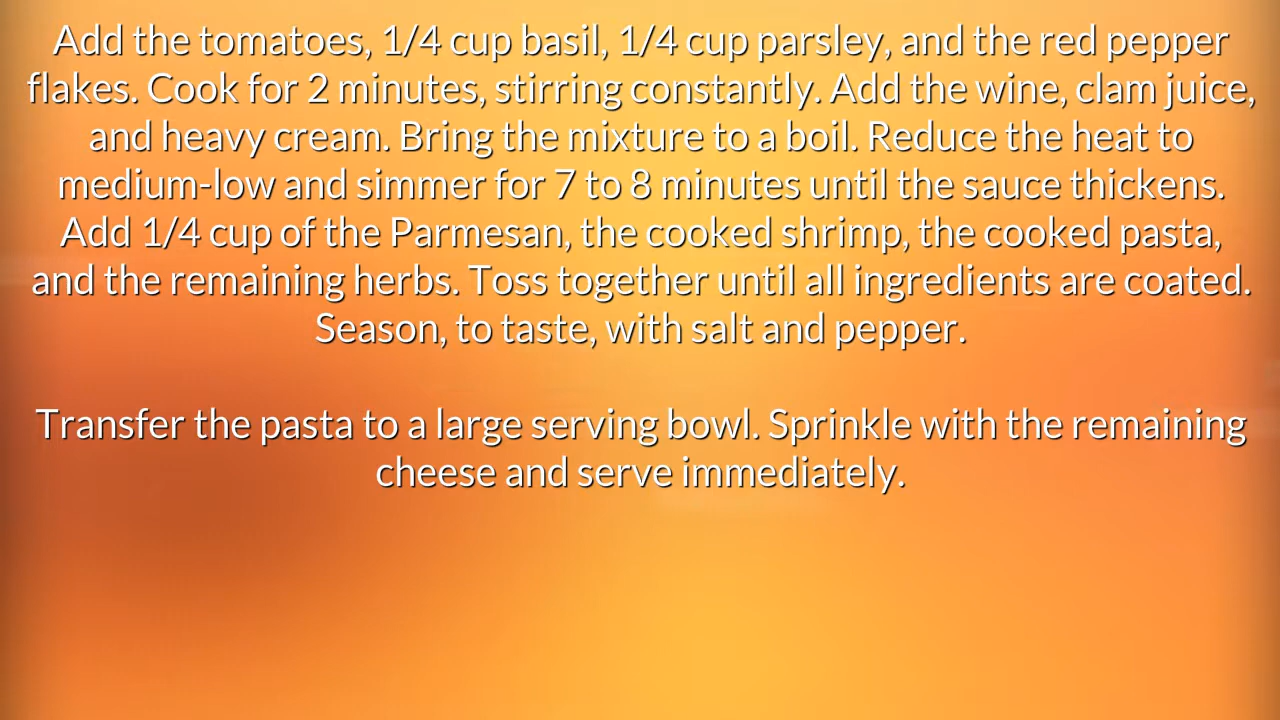 Add the tomatoes, 1/4 cup basil, 1/4 cup parsley, and the red pepper
flakes. Cook for 2 minutes, stirring constantly. Add the wine, clam juice,
and heavy cream. Bring the mixture to a boil. Reduce the heat to
medium-low and simmer for 7 to 8 minutes until the sauce thickens.
Add 1/4 cup of the Parmesan, the cooked shrimp, the cooked pasta,
and the remaining herbs. Toss together until all ingredients are coated.
Season, to taste, with salt and pepper.
Transfer the pasta to a large serving bowl. Sprinkle with the remaining
cheese and serve immediately.